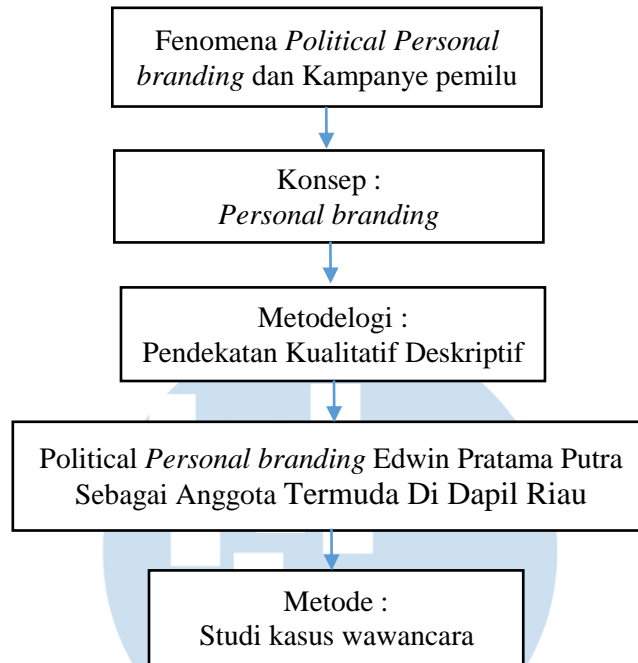 Fenomena Political Personal
branding dan Kampanye pemilu
Konsep :
Personal branding
Metodelogi :
Pendekatan Kualitatif Deskriptif
Political Personal branding Edwin Pratama Putra
Sebagai Anggota Termuda Di Dapil Riau
Metode :
Studi kasus wawancara